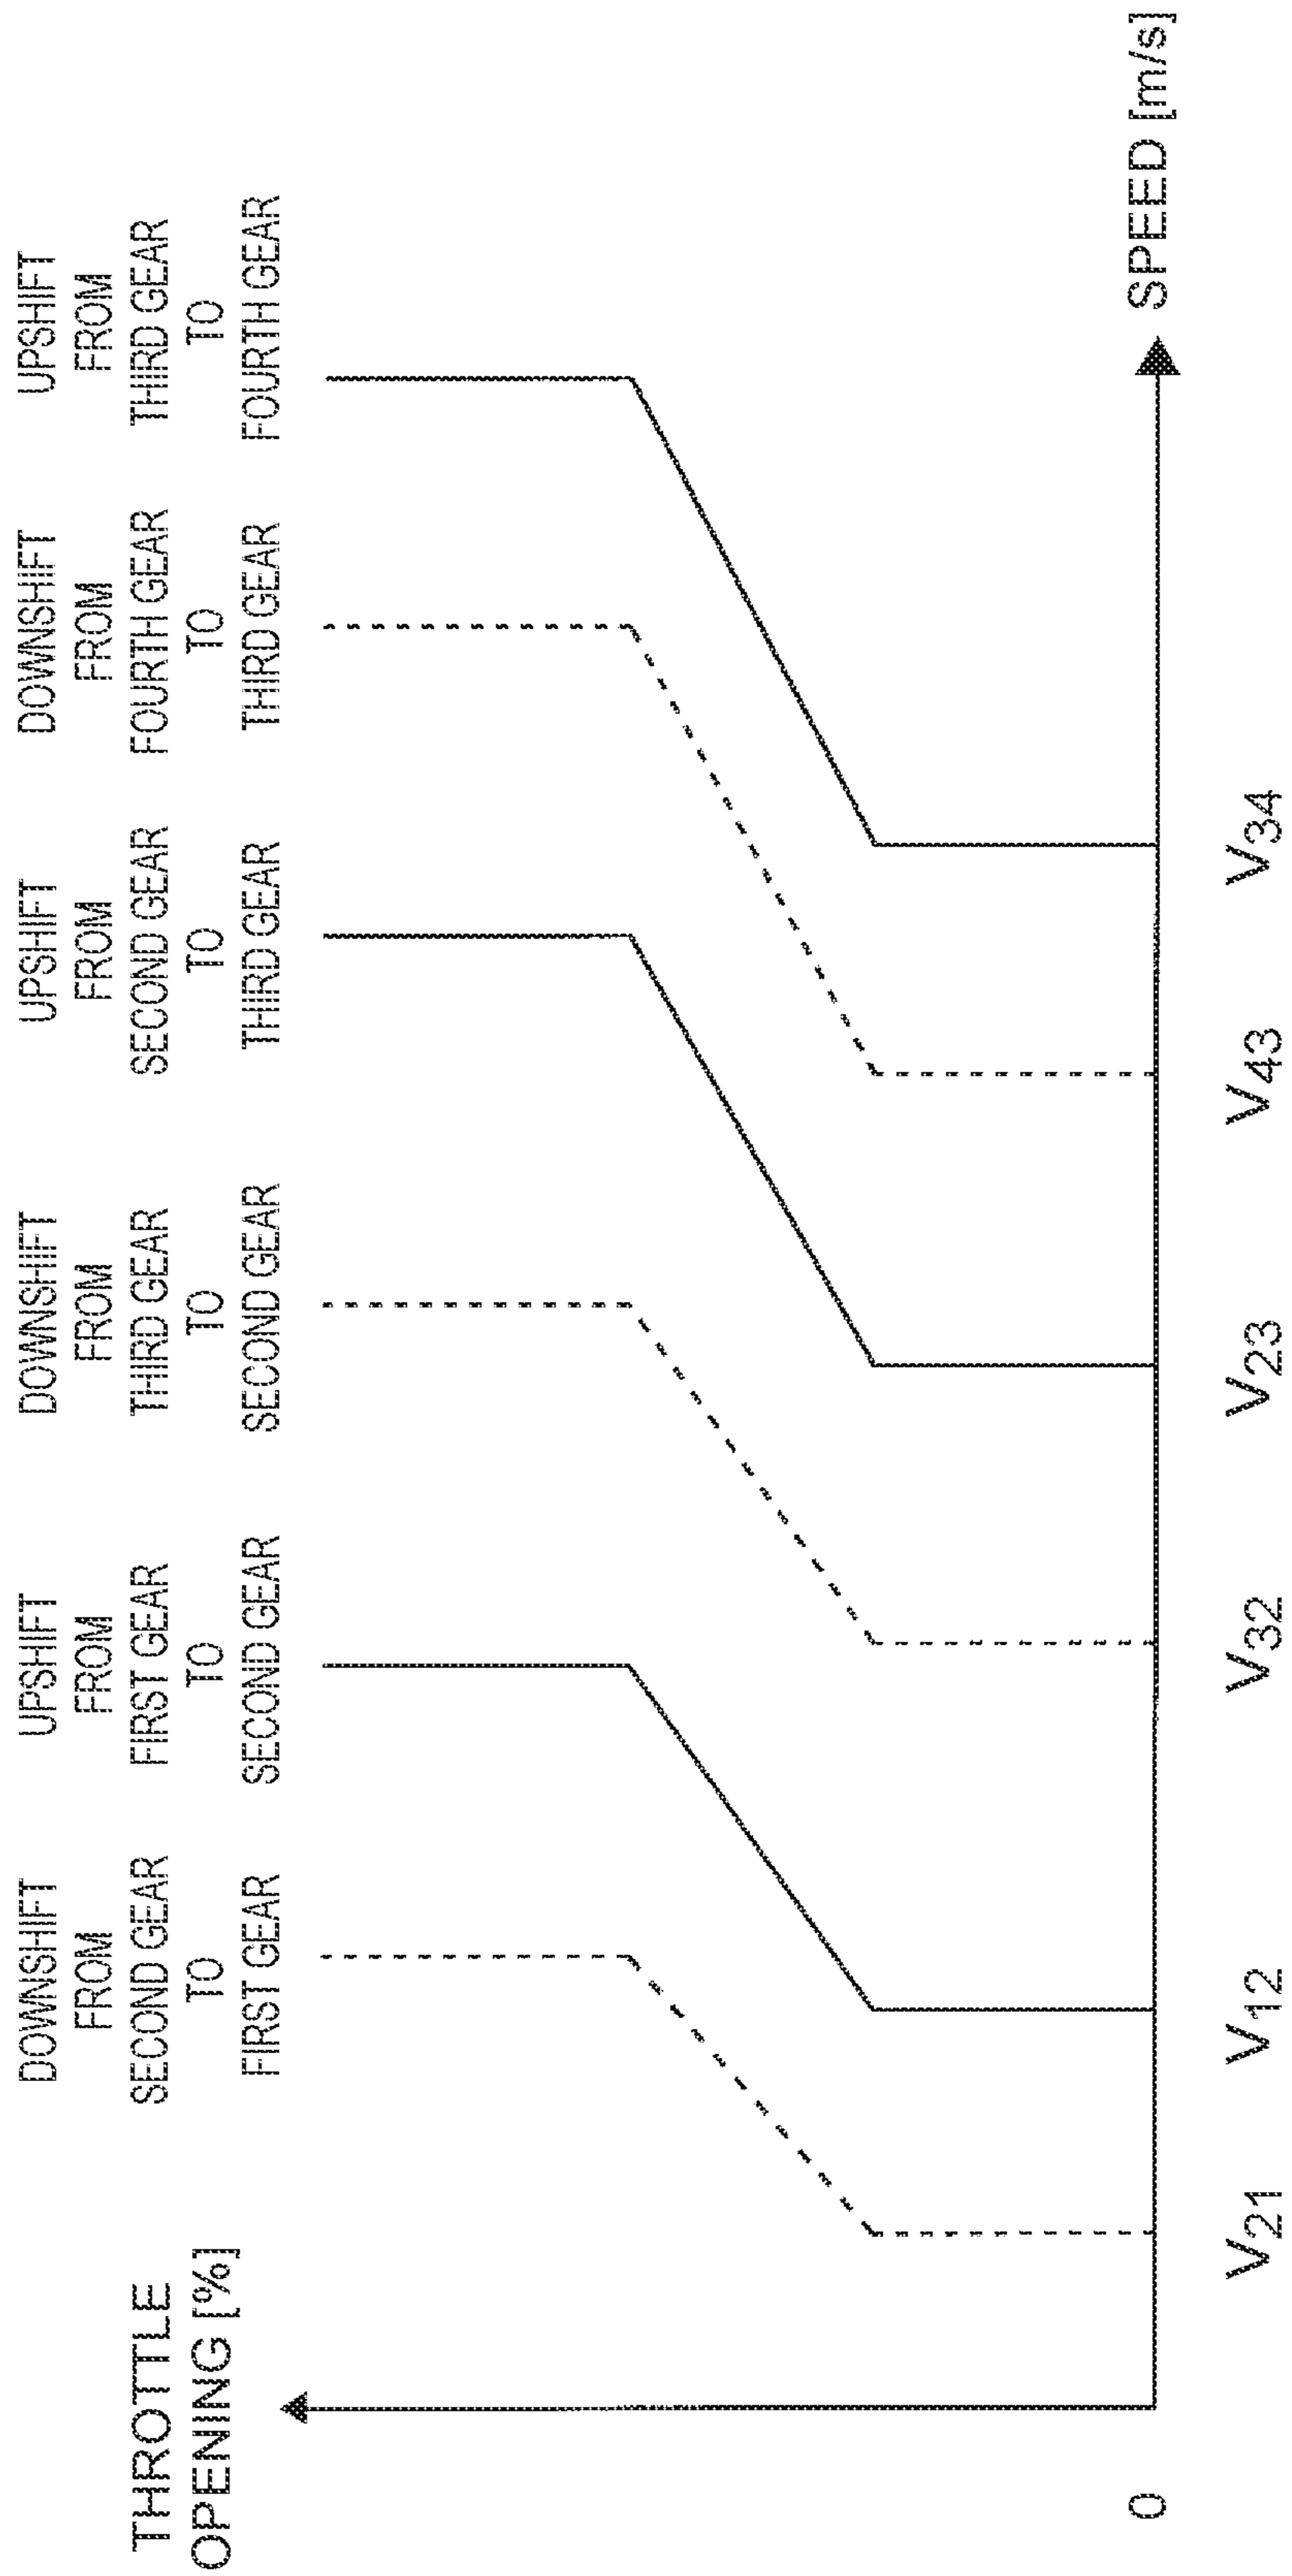 THROTTLE
OPENING [%]
DOWNSHIFT
FROM
SECOND GEAR
TO
FIRST GEAR
UPSHIFT
FROM
FIRST GEAR
TO
SECOND GEAR
DOWNSHIFT
FROM
THIRD GEAR
TO
SECOND GEAR
UPSHIFT
FROM
SECOND GEAR
TO
THIRD GEAR
DOWNSHIFT
FROM
FOURTH GEAR
TO
THIRD GEAR
UPSHIFT
FROM
THIRD GEAR
TO
FOURTH GEAR
0
SPEED [m/s]
V21
V12
V32
V23
V43
V34